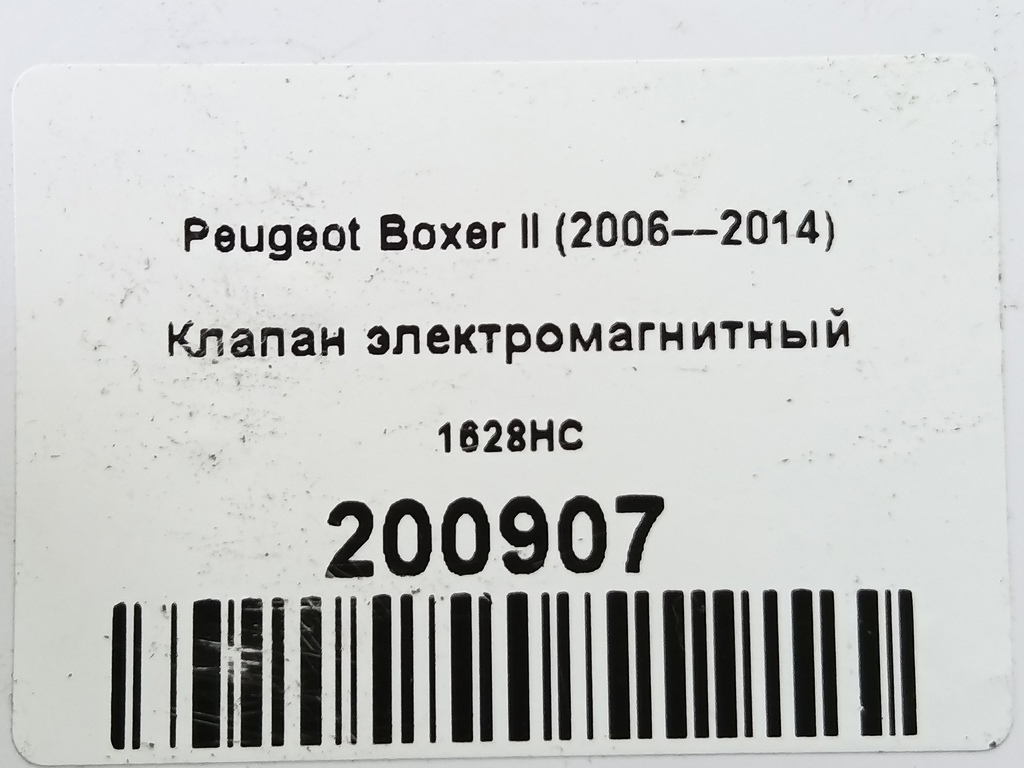 Peugeot Boxer II (2006--2014)
Клапан электромагнитный
1628HC
200907